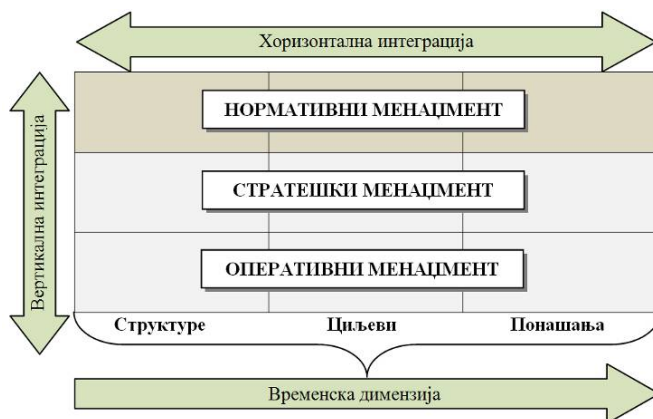 Хоризонтална интеграција
Вертикална интеграција
НОРМАТИВНИ МЕНАЏМЕНТ
СТРАТЕШКИ МЕНАЏМЕНТ
ОПЕРАТИВНИ МЕНАЏМЕНТ
Структуре Циљеви Понашања
Временска димензија